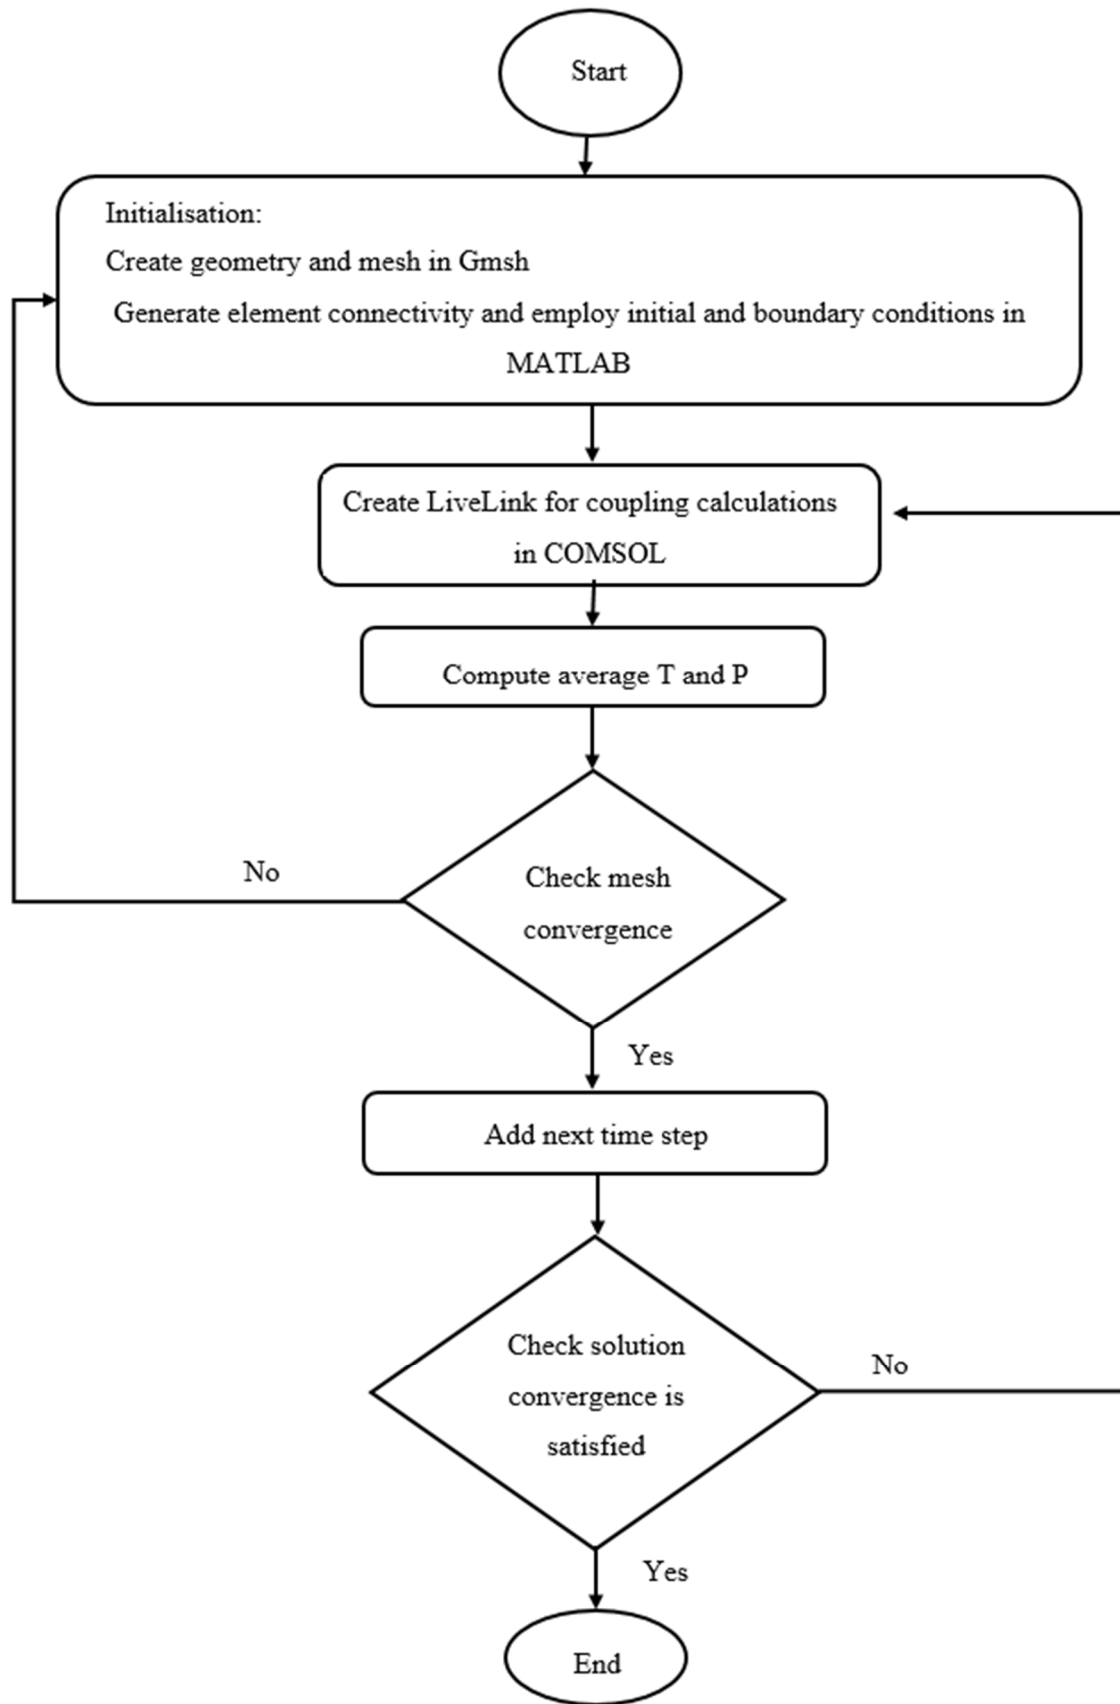 Start
Initialisation:
Create geometry and mesh in Gmsh
Generate element connectivity and employ initial and boundary conditions in
MATLAB
Create LiveLink for coupling calculations
in COMSOL
Compute average T and P
No
Check mesh
convergence
Yes
Add next time step
Check solution
convergence is
satisfied
No
Yes
End